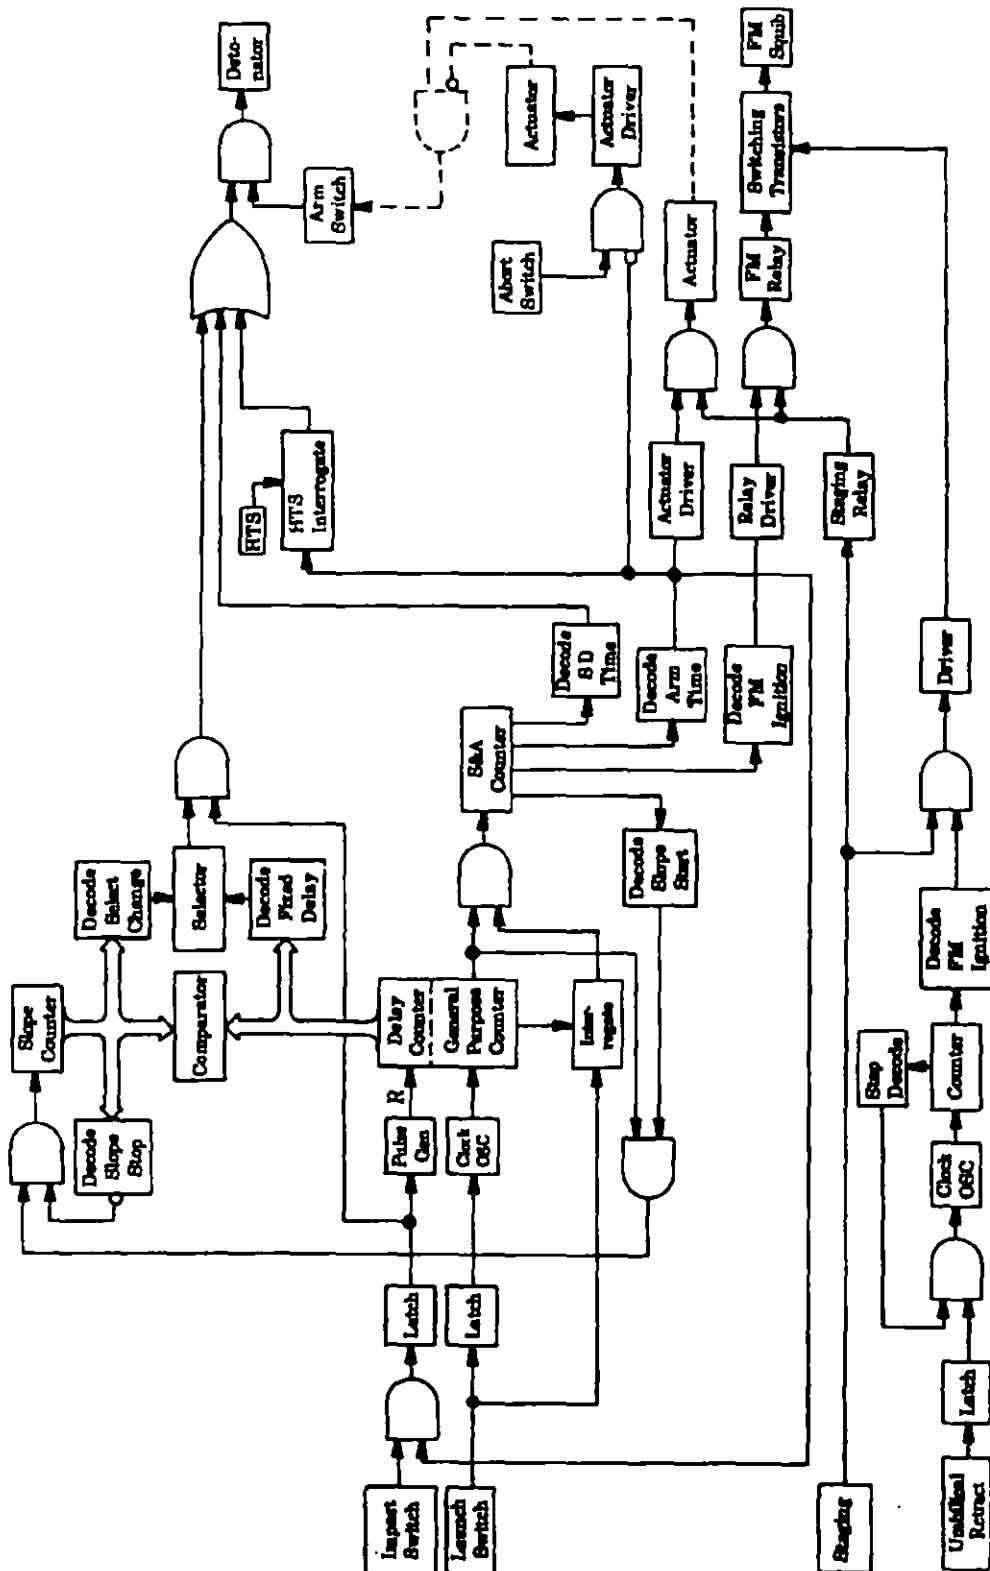 Impact
Switch
Launch
Switch
Staging
Umbilical
Retract
Latch
Latch
Latch
Pulse
Gen
R
Clock
OSC
Clock
OSC
Decode
Slope
Stop
Slope
Counter
Comparator
Decode
Select
Change
Selector
Decode
Fixed
Delay
Delay
Counter
General
Purpose
Counter
Inter-
rogate
S&A
Counter
Decode
Slope
Start
Decode
S D
Time
Decode
Arm
Time
Decode
FM
Ignition
Stop
Decode
Counter
Decode
FM
Ignition
Driver
HTS
HTS
Interrogate
Actuator
Driver
Relay
Driver
Staging
Relay
Abort
Switch
Actuator
FM
Relay
Actuator
Driver
Actuator
Switching
Transistors
FM
Squib
Arm
Switch
Deto-
nator